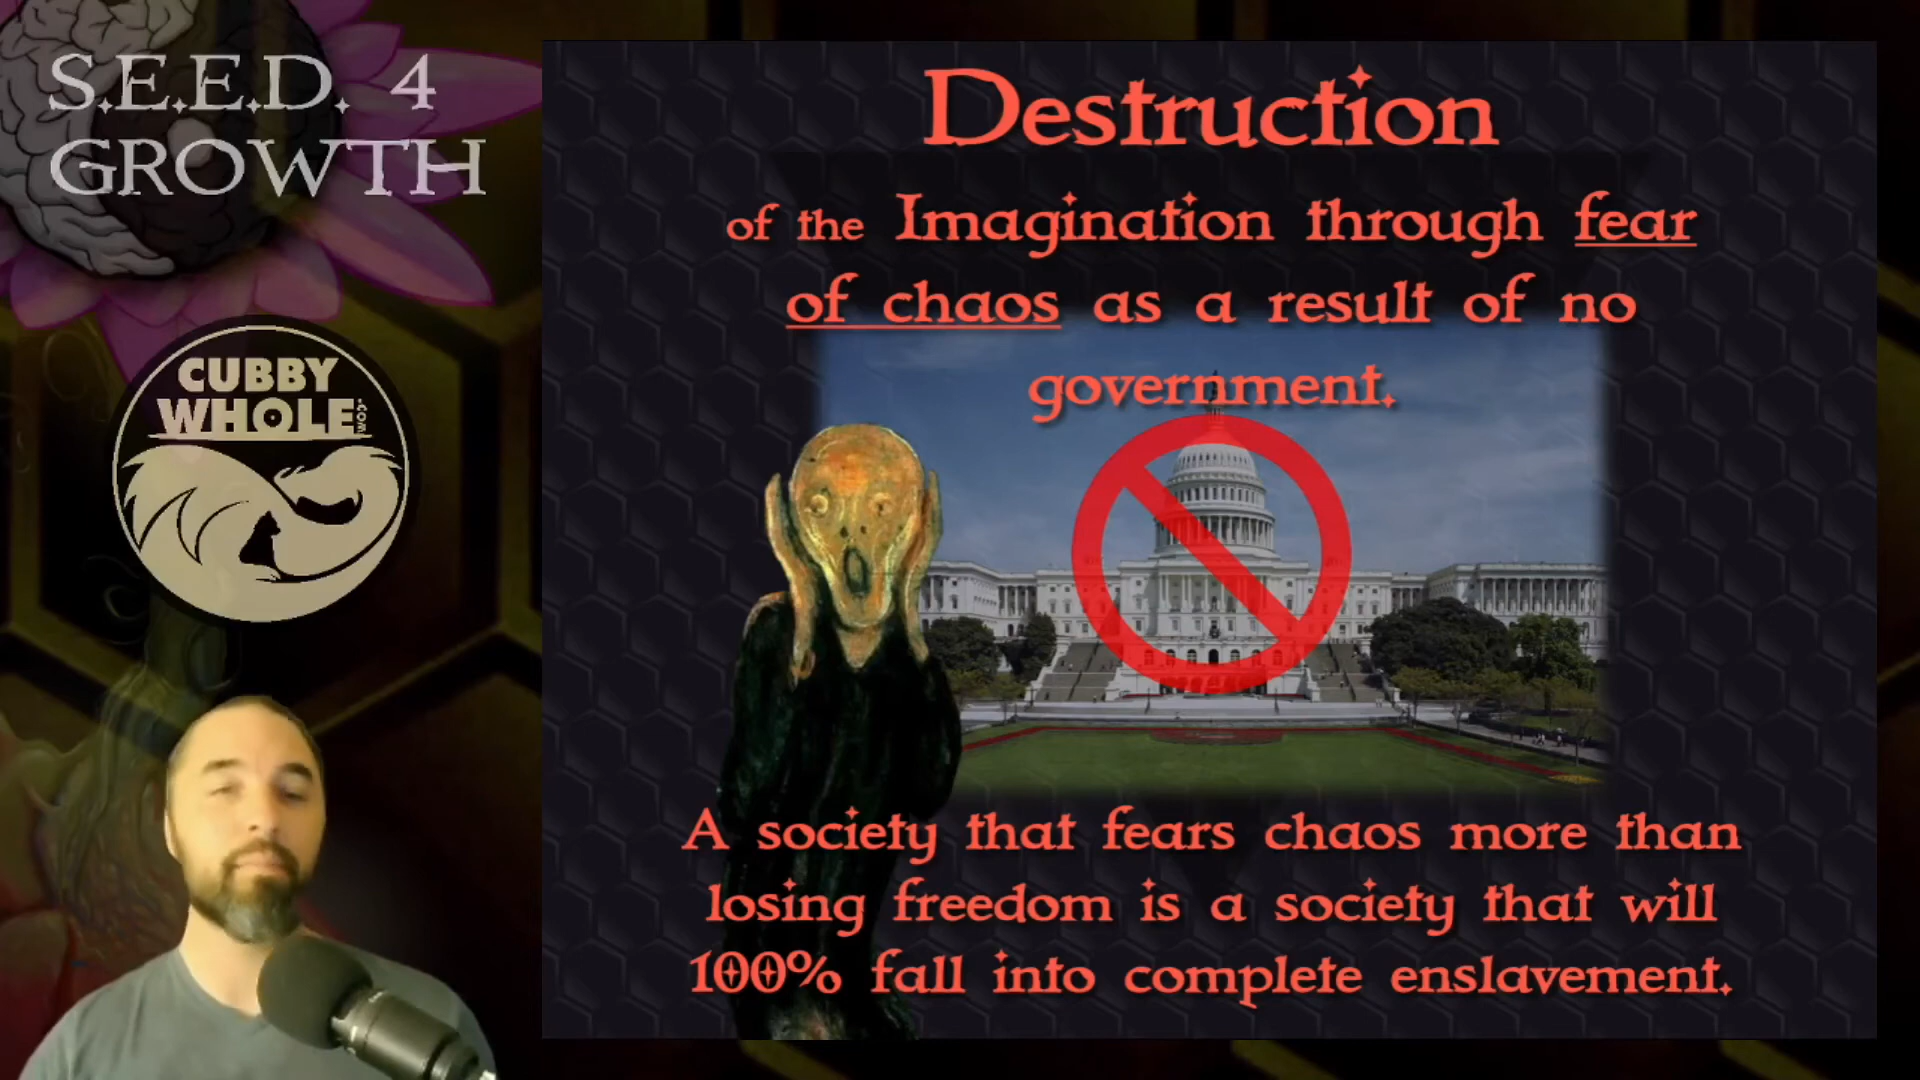 S.E.E.D. 4
GROWTH
CUBBY
WHOLE.COM
Destruction
of the Imagination through fear
of chaos as a result of no
government.
A society that fears chaos more than
losing freedom is a society that will
100% fall into complete enslavement.